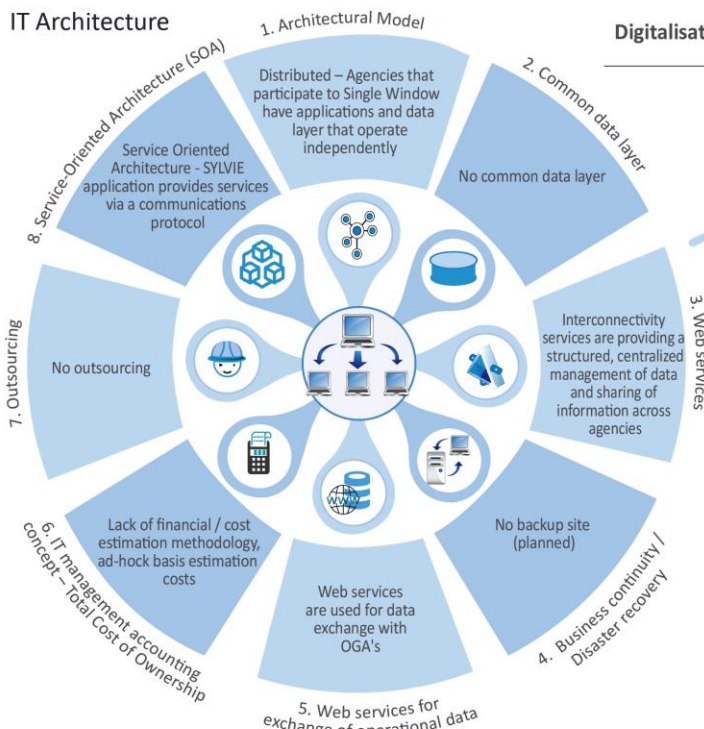 IT Architecture
Digitalisat
1. Architectural Model
Distributed – Agencies that
participate to Single Window
have applications and data
layer that operate
independently
2. Common data layer
No common data layer
3. Web services
Interconnectivity
services are providing a
structured, centralized
management of data
and sharing of
information across
agencies
4. Business continuity /
Disaster recovery
No backup site
(planned)
5. Web services for
exchange of operational data
Web services
are used for data
exchange with
OGA's
WWW
6. IT management accounting
concept – Total Cost of Ownership
Lack of financial / cost
estimation methodology,
ad-hock basis estimation
costs
7. Outsourcing
No outsourcing
8. Service-Oriented Architecture (SOA)
Service Oriented
Architecture - SYLVIE
application provides services
via a communications
protocol